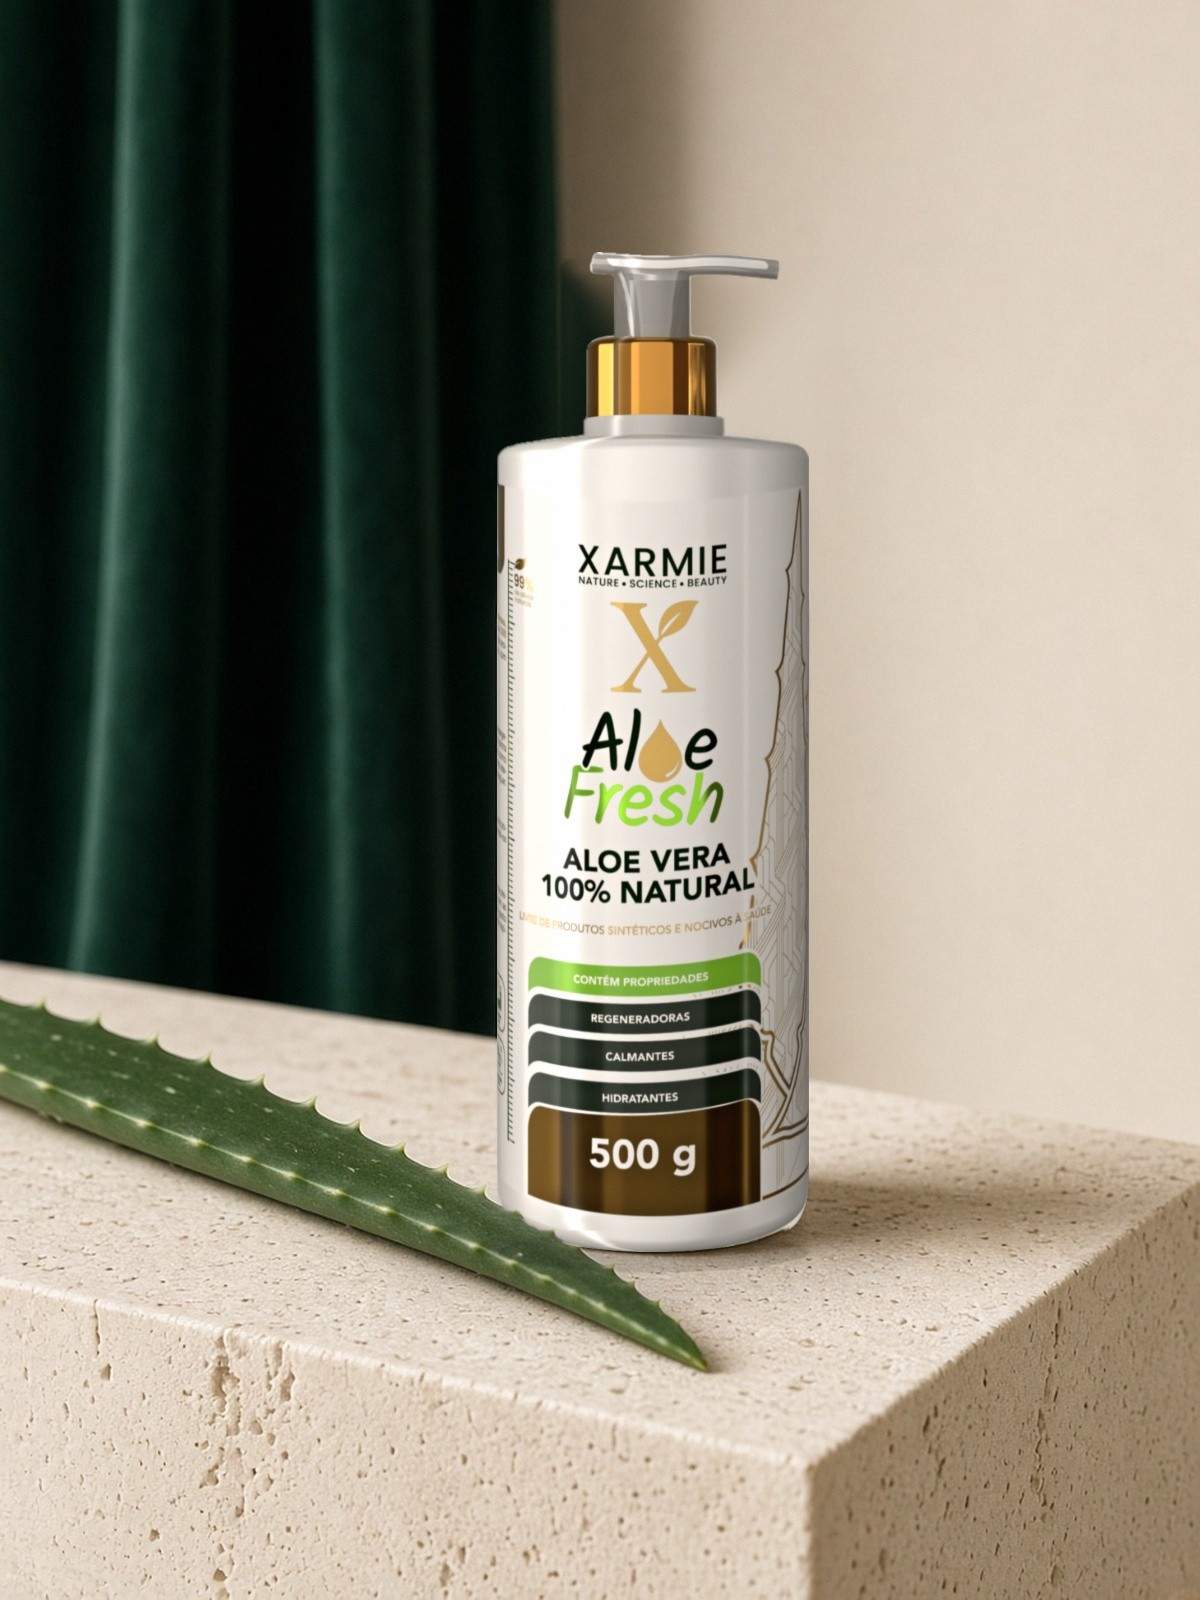 XARMIE
NATURE • SCIENCE • BEAUTY
X
Aloe
Fresh
ALOE VERA
100% NATURAL
LIVRE DE PRODUTOS SINTÉTICOS E NOCIVOS À SAÚDE
CONTÉM PROPRIEDADES
REGENERADORAS
CALMANTES
HIDRATANTES
500 g
99%